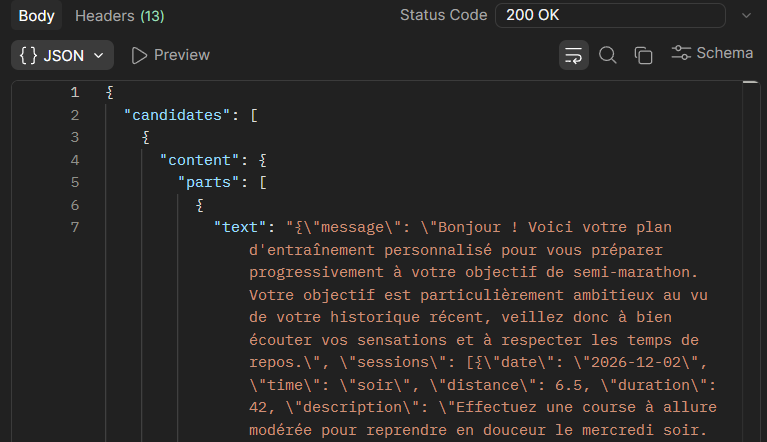 Body Headers (13) Status Code 200 OK
{} JSON Preview Schema
1 {
2 "candidates": [
3 {
4 "content": {
5 "parts": [
6 {
7 "text": "{\"message\": \"Bonjour ! Voici votre plan
d'entraînement personnalisé pour vous préparer
progressivement à votre objectif de semi-marathon.
Votre objectif est particulièrement ambitieux au vu
de votre historique récent, veillez donc à bien
écouter vos sensations et à respecter les temps de
repos.\", \"sessions\": [{\"date\": \"2026-12-02\",
\"time\": \"soir\", \"distance\": 6.5, \"duration\":
42, \"description\": \"Effectuez une course à allure
modérée pour reprendre en douceur le mercredi soir.